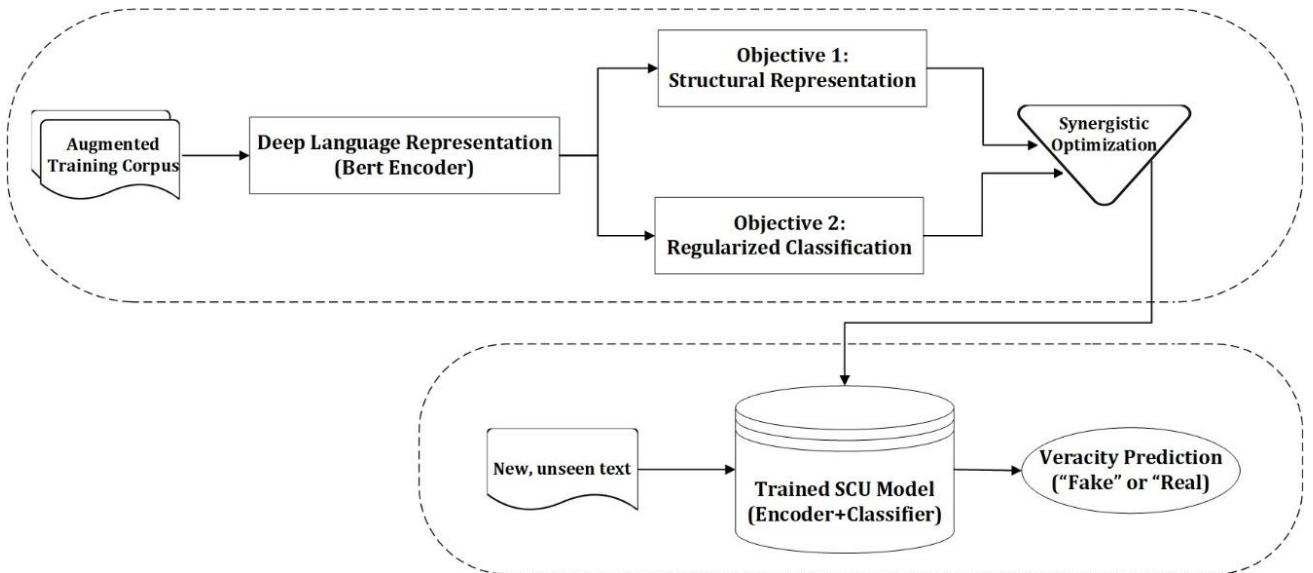 Augmented
Training Corpus
Deep Language Representation
(Bert Encoder)
Objective 1:
Structural Representation
Objective 2:
Regularized Classification
Synergistic
Optimization
New, unseen text
Trained SCU Model
(Encoder+Classifier)
Veracity Prediction
(“Fake” or “Real)